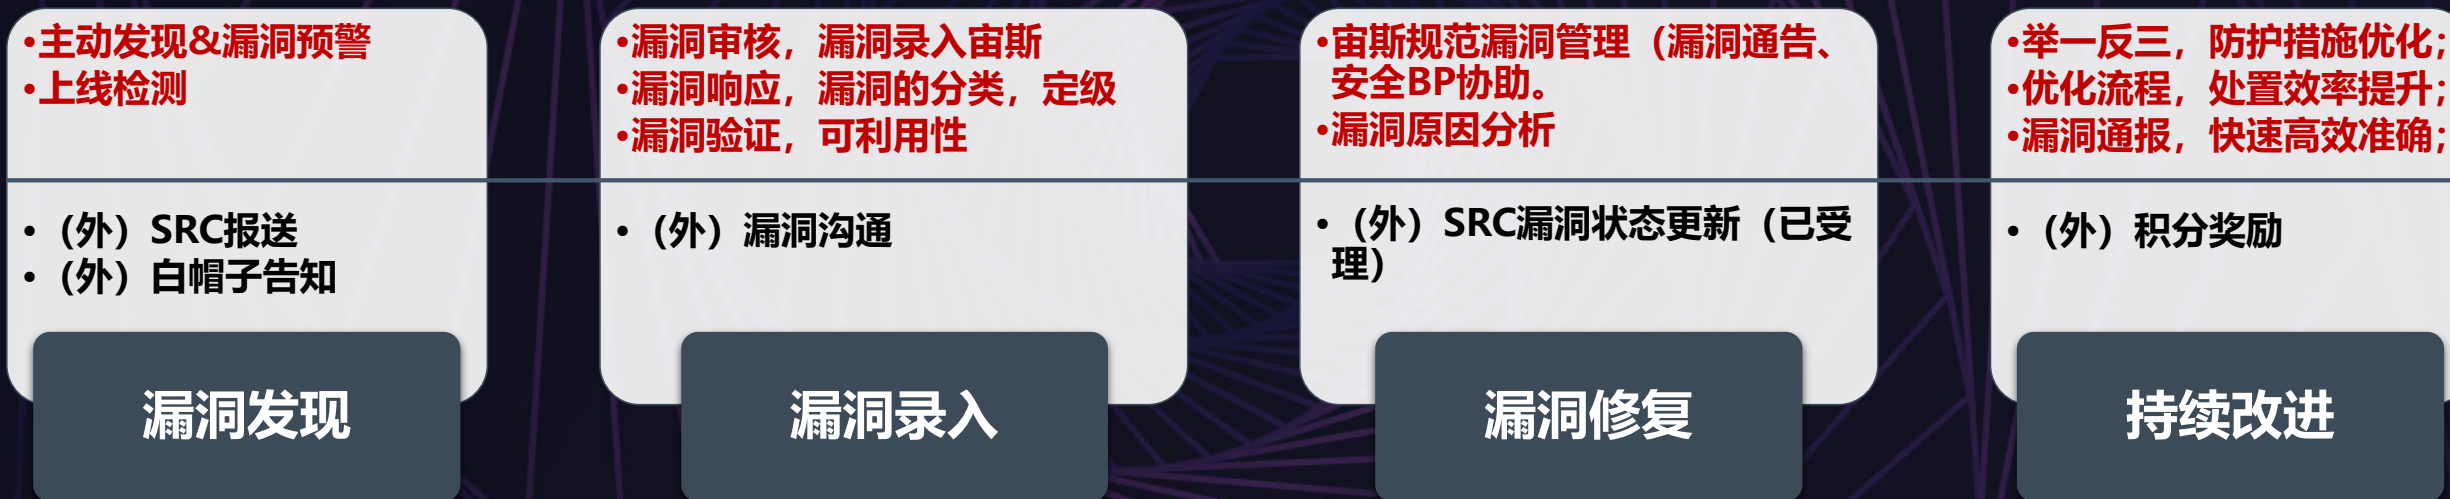 •主动发现&漏洞预警
•上线检测
•（外）SRC报送
•（外）白帽子告知
漏洞发现
•漏洞审核，漏洞录入宙斯
•漏洞响应，漏洞的分类，定级
•漏洞验证，可利用性
•（外）漏洞沟通
漏洞录入
•宙斯规范漏洞管理（漏洞通告、
安全BP协助。
•漏洞原因分析
•（外）SRC漏洞状态更新（已受
理）
漏洞修复
•举一反三，防护措施优化；
•优化流程，处置效率提升；
•漏洞通报，快速高效准确；
•（外）积分奖励
持续改进